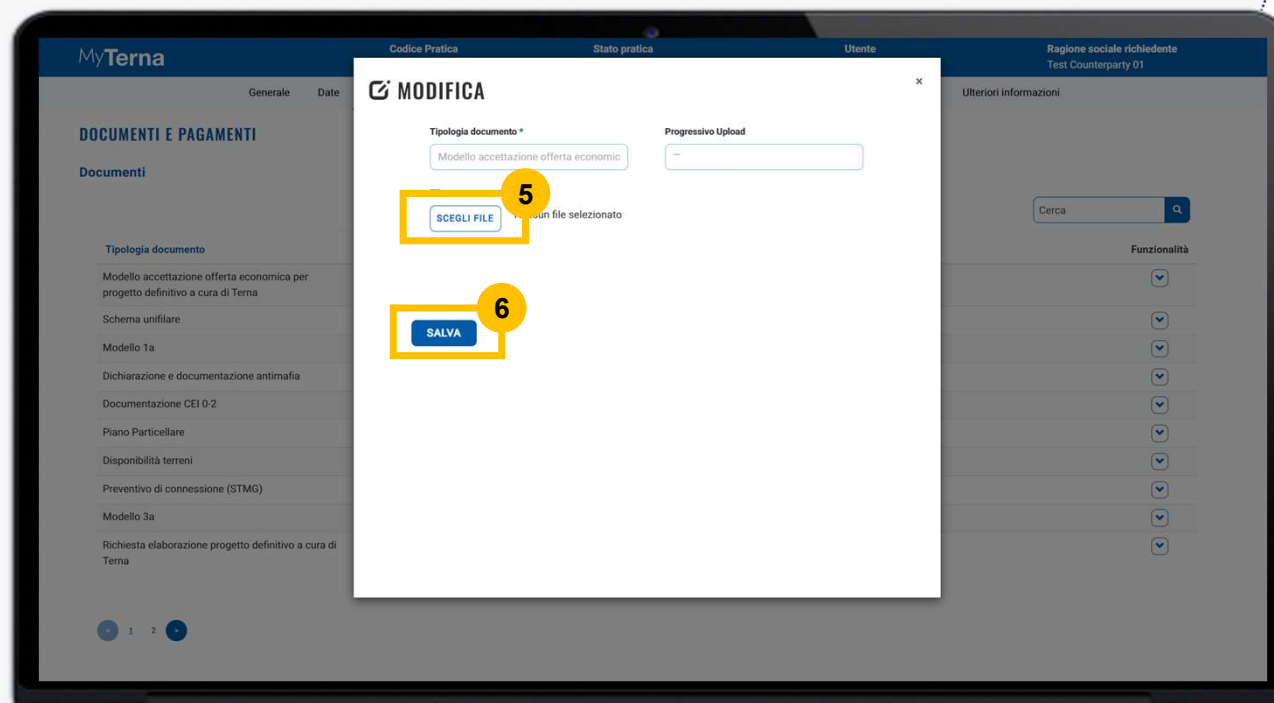 MyTerna
Codice Pratica
Stato pratica
Utente
Ragione sociale richiedente
Test Counterparty 01
Generale
Date
Ulteriori informazioni
MODIFICA
×
DOCUMENTI E PAGAMENTI
Documenti
Tipologia documento *
Progressivo Upload
Modello accettazione offerta economic
—
5
SCEGLI FILE
file selezionato
Cerca
6
SALVA
Tipologia documento
Funzionalità
Modello accettazione offerta economica per
progetto definitivo a cura di Terna
Schema unifilare
Modello 1a
Dichiarazione e documentazione antimafia
Documentazione CEI 0-2
Piano Particellare
Disponibilità terreni
Preventivo di connessione (STMG)
Modello 3a
Richiesta elaborazione progetto definitivo a cura di
Terna
1 2